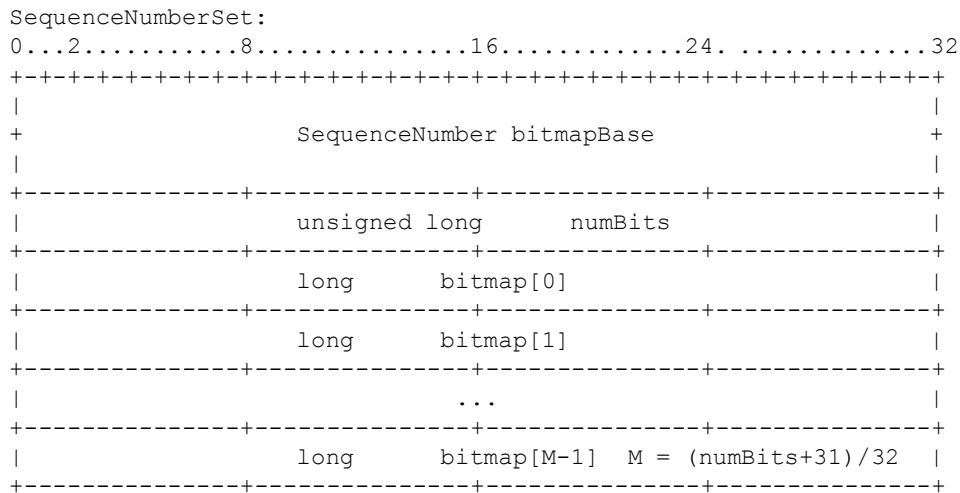 SequenceNumberSet:
0...2...........8...............16.............24. .............32
+-+-+-+-+-+-+-+-+-+-+-+-+-+-+-+-+-+-+-+-+-+-+-+-+-+-+-+-+-+-+-+-+
|                                                               |
+                   SequenceNumber bitmapBase                   +
|                                                               |
+---------------+---------------+---------------+---------------+
|                   unsigned long      numBits                  |
+---------------+---------------+---------------+---------------+
|                   long      bitmap[0]                         |
+---------------+---------------+---------------+---------------+
|                   long      bitmap[1]                         |
+---------------+---------------+---------------+---------------+
|                              ...                              |
+---------------+---------------+---------------+---------------+
|                   long      bitmap[M-1]  M = (numBits+31)/32  |
+---------------+---------------+---------------+---------------+